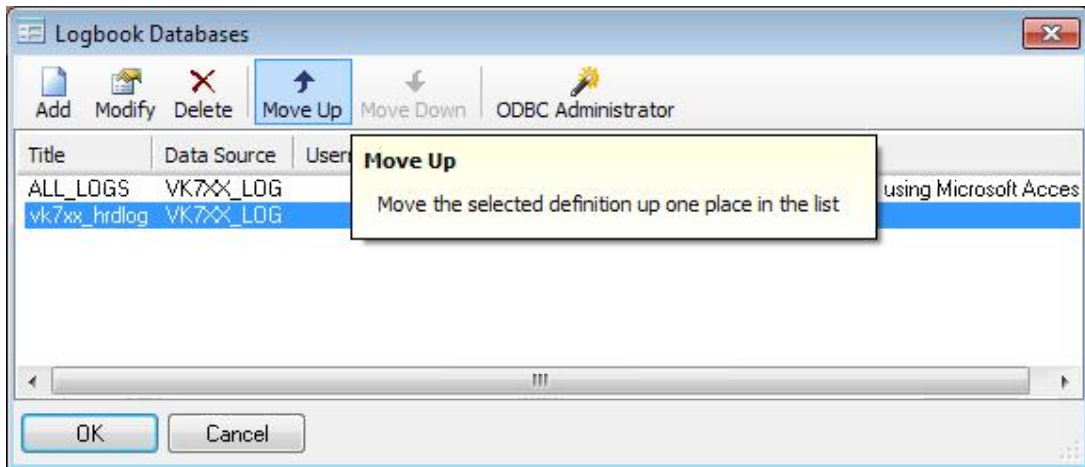 Logbook Databases
Add Modify Delete Move Up Move Down ODBC Administrator
Title Data Source
Move Up
Move the selected definition up one place in the list
ALL_LOGS VK7XX_LOG using Microsoft
vk7xx_hrdlog VK7XX_LOG
OK Cancel